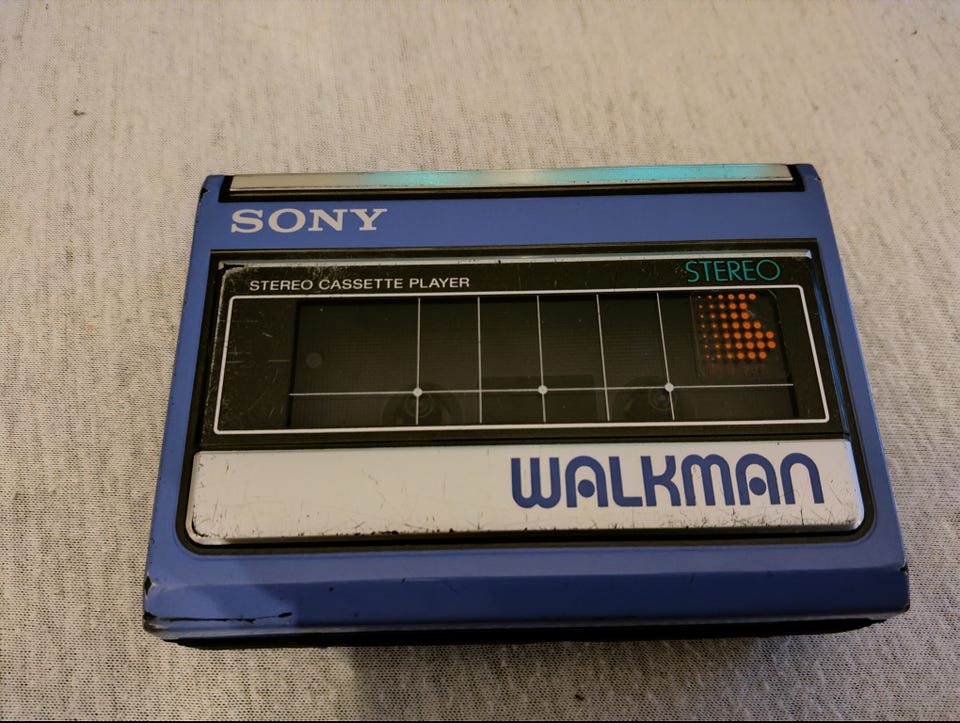 SONY
STEREO CASSETTE PLAYER
STEREO
WALKMAN